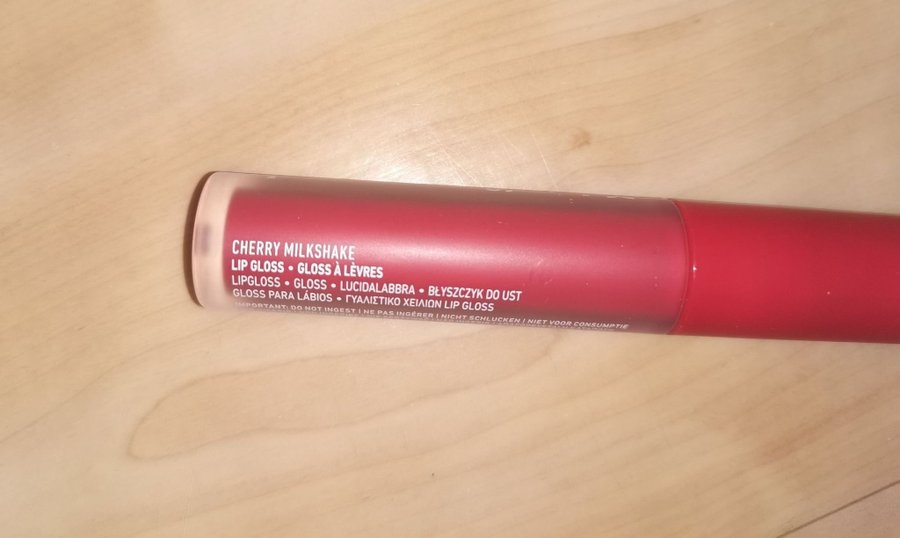 CHERRY MILKSHAKE
LIP GLOSS • GLOSS À LÈVRES
LIPGLOSS • GLOSS • LUCIDALABBRA • BŁYSZCZYK DO UST
GLOSS PARA LÁBIOS • ΓΥΑΛΙΣΤΙΚΟ ΧΕΙΛΙΩΝ LIP GLOSS
IMPORTANT: DO NOT INGEST | NE PAS INGÉRER | NICHT SCHLUCKEN | NIET VOOR CONSUMPTIE